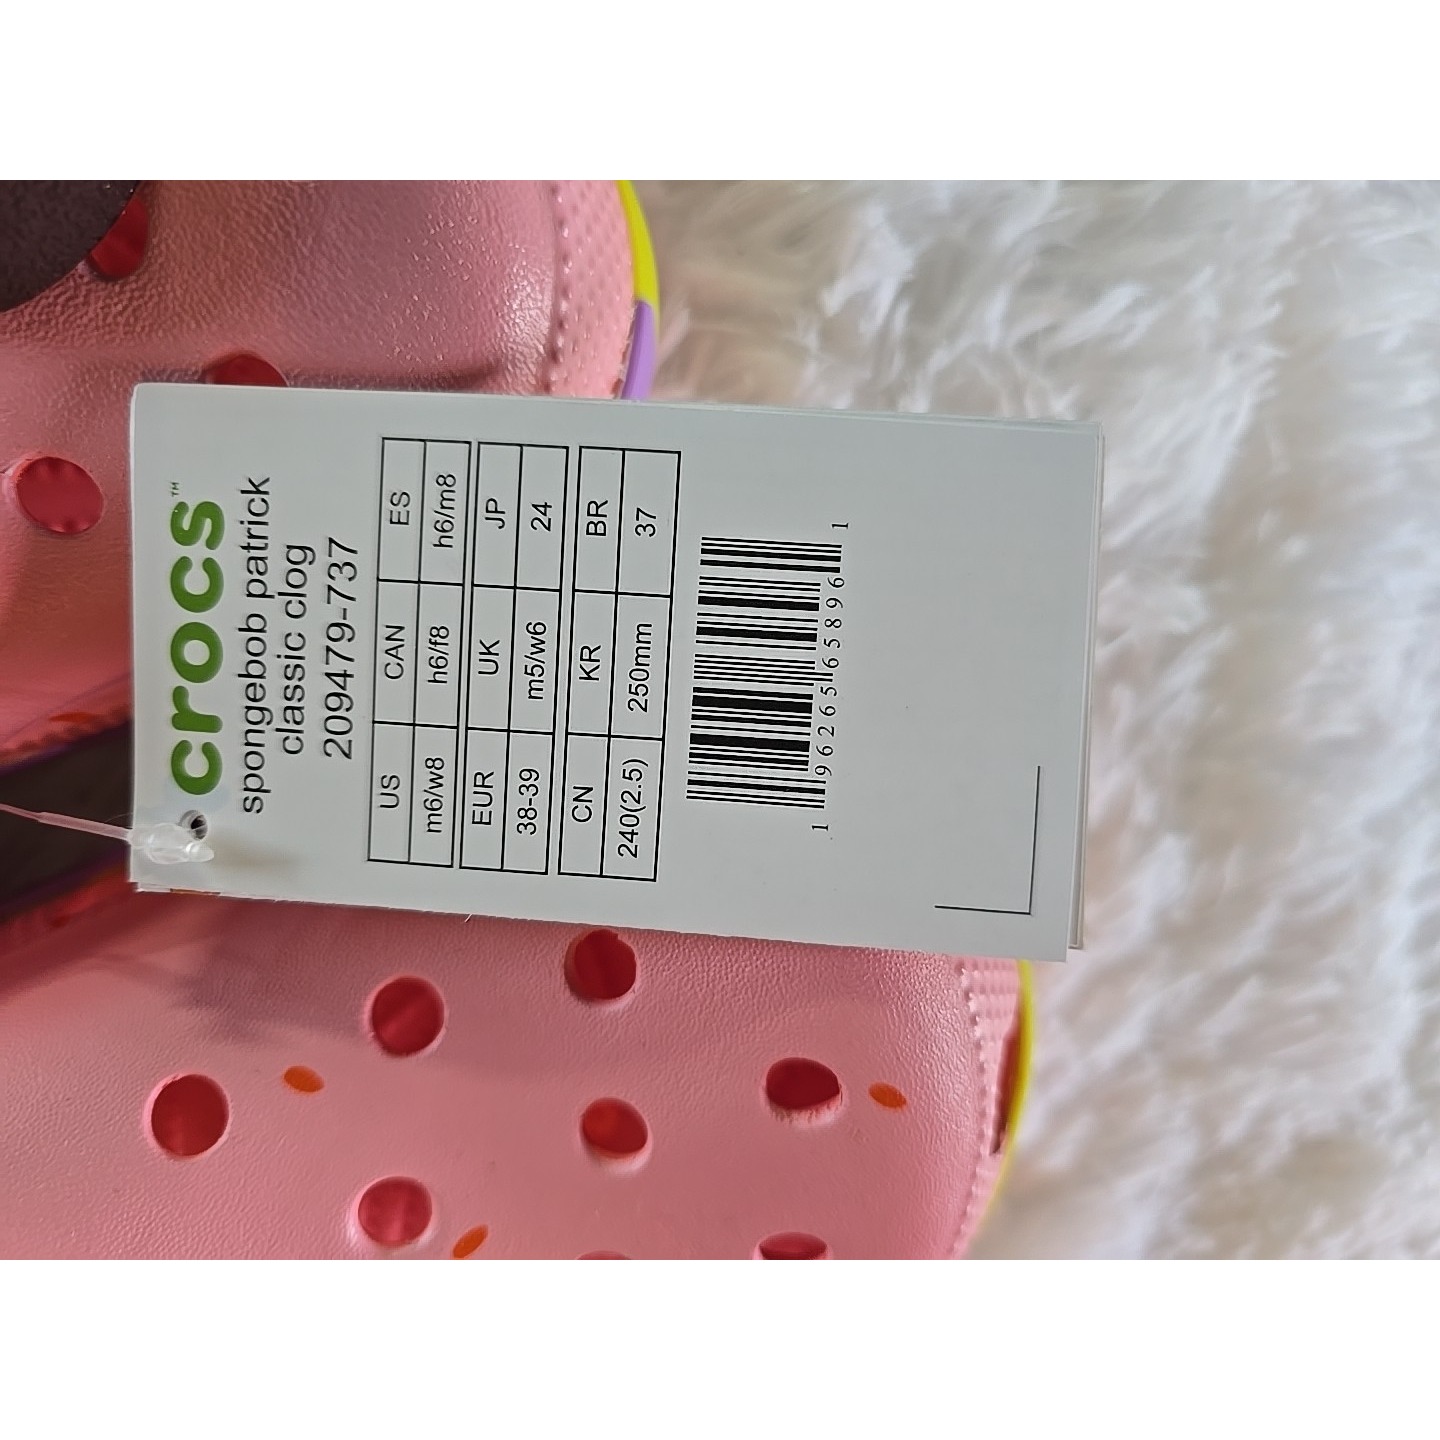 crocs™
spongebob patrick
classic clog
209479-737
US CAN ES
m6/w8 h6/f8 h6/m8
EUR UK JP
38-39 m5/w6 24
CN KR BR
240(2.5) 250mm 37
1 96265 65896 1